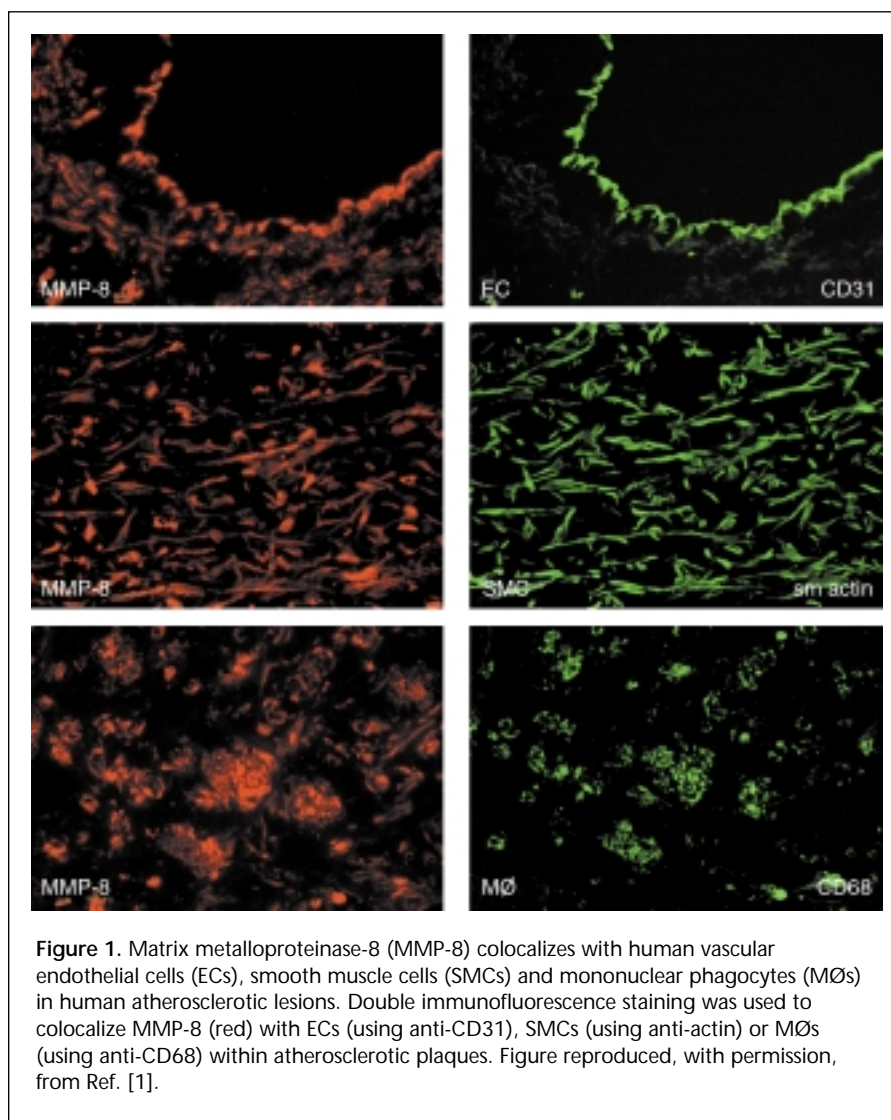 MMP-8
EC CD31
MMP-8
SMC sm actin
MMP-8
MØ CD68
Figure 1. Matrix metalloproteinase-8 (MMP-8) colocalizes with human vascular
endothelial cells (ECs), smooth muscle cells (SMCs) and mononuclear phagocytes (MØs)
in human atherosclerotic lesions. Double immunofluorescence staining was used to
colocalize MMP-8 (red) with ECs (using anti-CD31), SMCs (using anti-actin) or MØs
(using anti-CD68) within atherosclerotic plaques. Figure reproduced, with permission,
from Ref. [1].